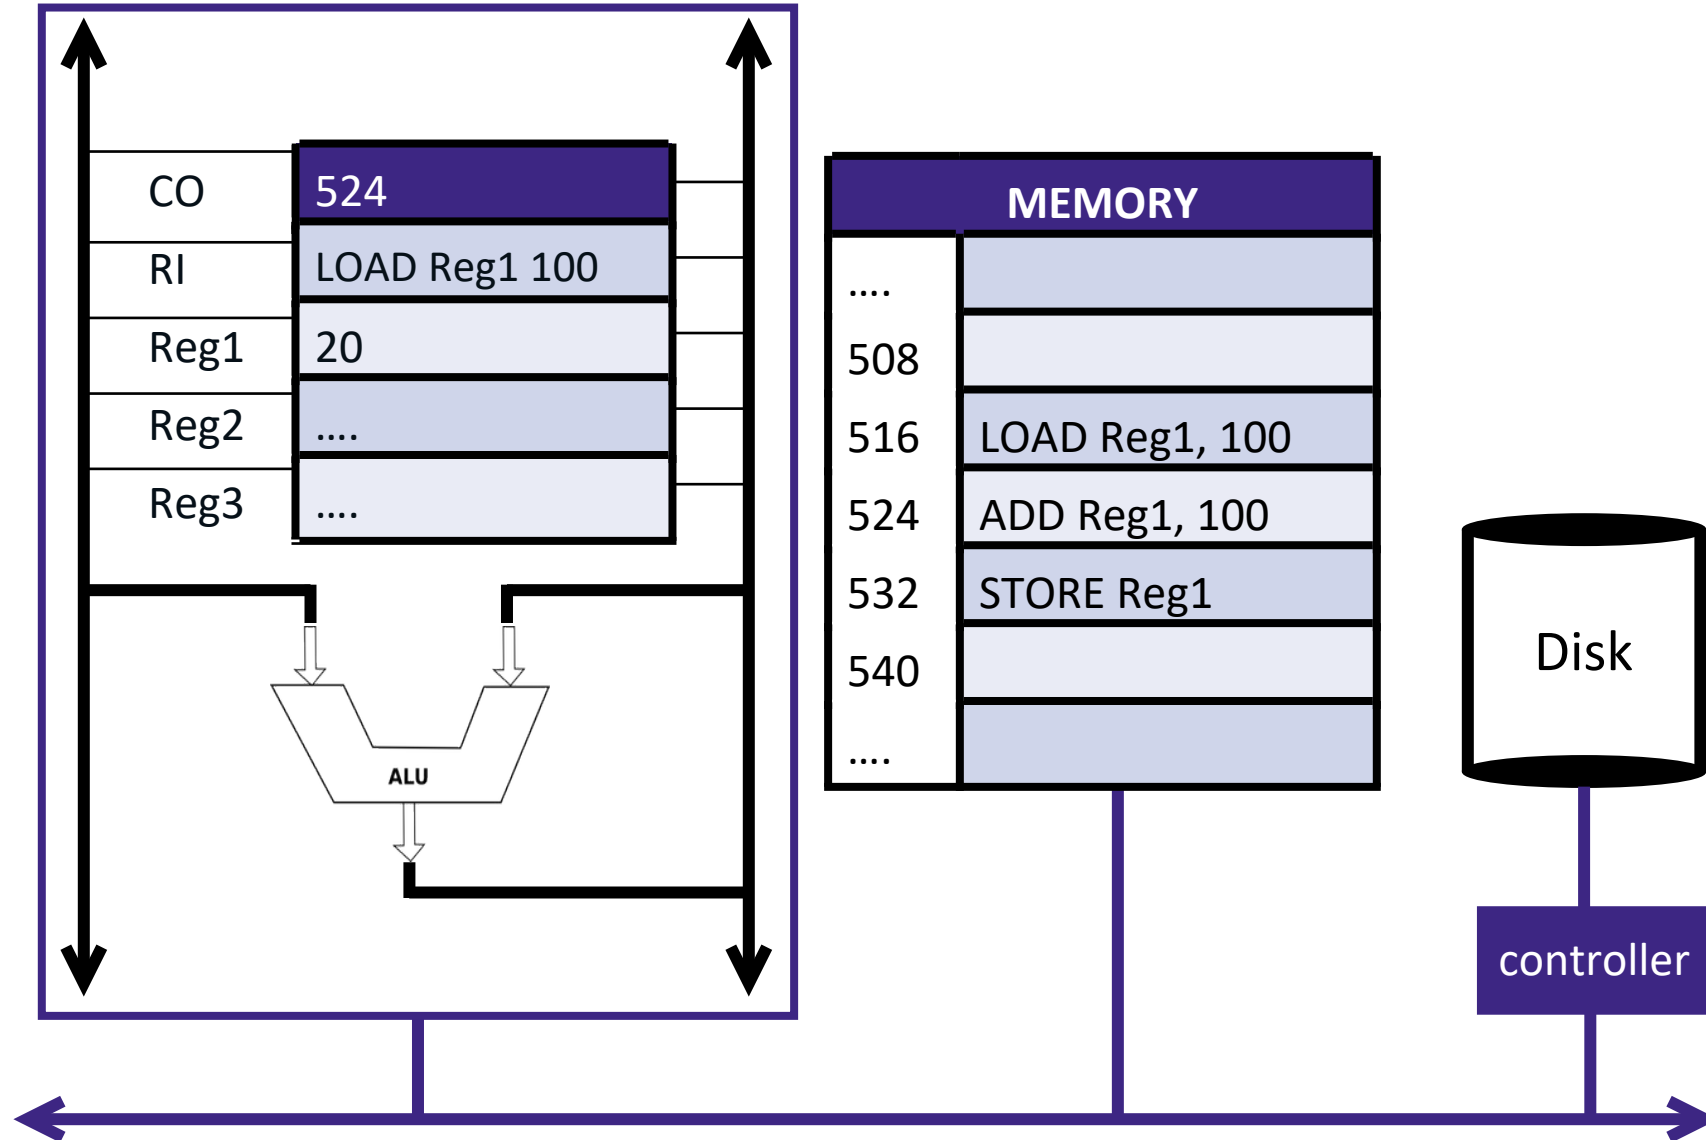 CO 524
RI LOAD Reg1 100
Reg1 20
Reg2 ....
Reg3 ....
ALU
MEMORY
....
508
516 LOAD Reg1, 100
524 ADD Reg1, 100
532 STORE Reg1
540
....
Disk
controller